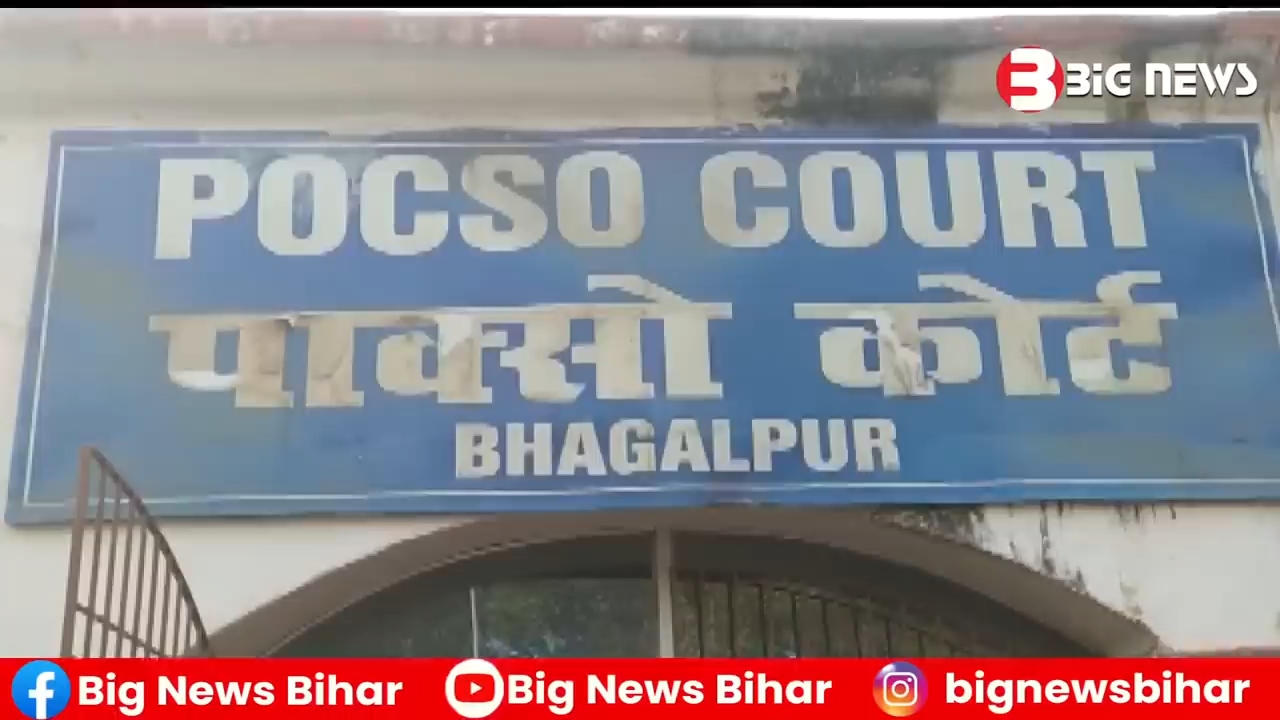 BIG NEWS
POCSO COURT
पाक्सो कोर्ट
BHAGALPUR
Big News Bihar Big News Bihar bignewsbihar